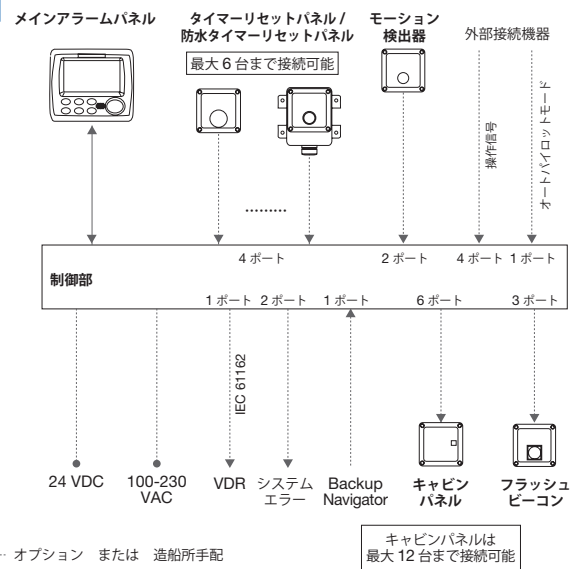 メインアラームパネル
タイマーリセットパネル /
防水タイマーリセットパネル
モーション
検出器
外部接続機器
最大 6 台まで接続可能
操作信号
オートパイロットモード
.........
4 ポート
2 ポート
4 ポート
1 ポート
制御部
1 ポート
2 ポート
1 ポート
6 ポート
3 ポート
IEC 61162
24 VDC
100-230
VAC
VDR
システム
エラー
Backup
Navigator
キャビン
パネル
フラッシュ
ビーコン
キャビンパネルは
最大 12 台まで接続可能
オプション または 造船所手配